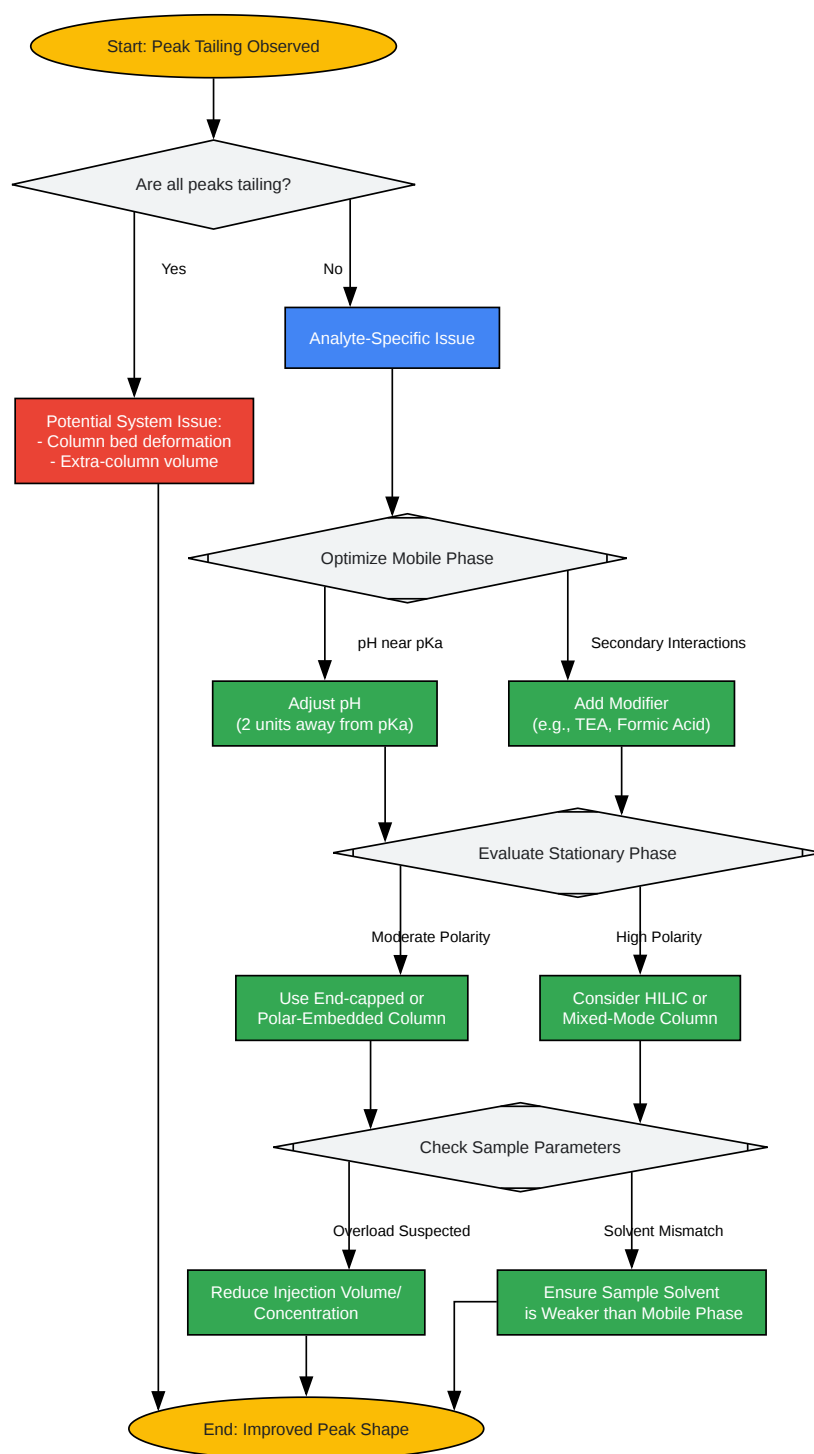 Start: Peak Tailing Observed
Are all peaks tailing?
Yes
No
Analyte-Specific Issue
Potential System Issue:
- Column bed deformation
- Extra-column volume
Optimize Mobile Phase
pH near pKa
Secondary Interactions
Adjust pH
(2 units away from pKa)
Add Modifier
(e.g., TEA, Formic Acid)
Evaluate Stationary Phase
Moderate Polarity
High Polarity
Use End-capped or
Polar-Embedded Column
Consider HILIC or
Mixed-Mode Column
Check Sample Parameters
Overload Suspected
Solvent Mismatch
Reduce Injection Volume/
Concentration
Ensure Sample Solvent
is Weaker than Mobile Phase
End: Improved Peak Shape